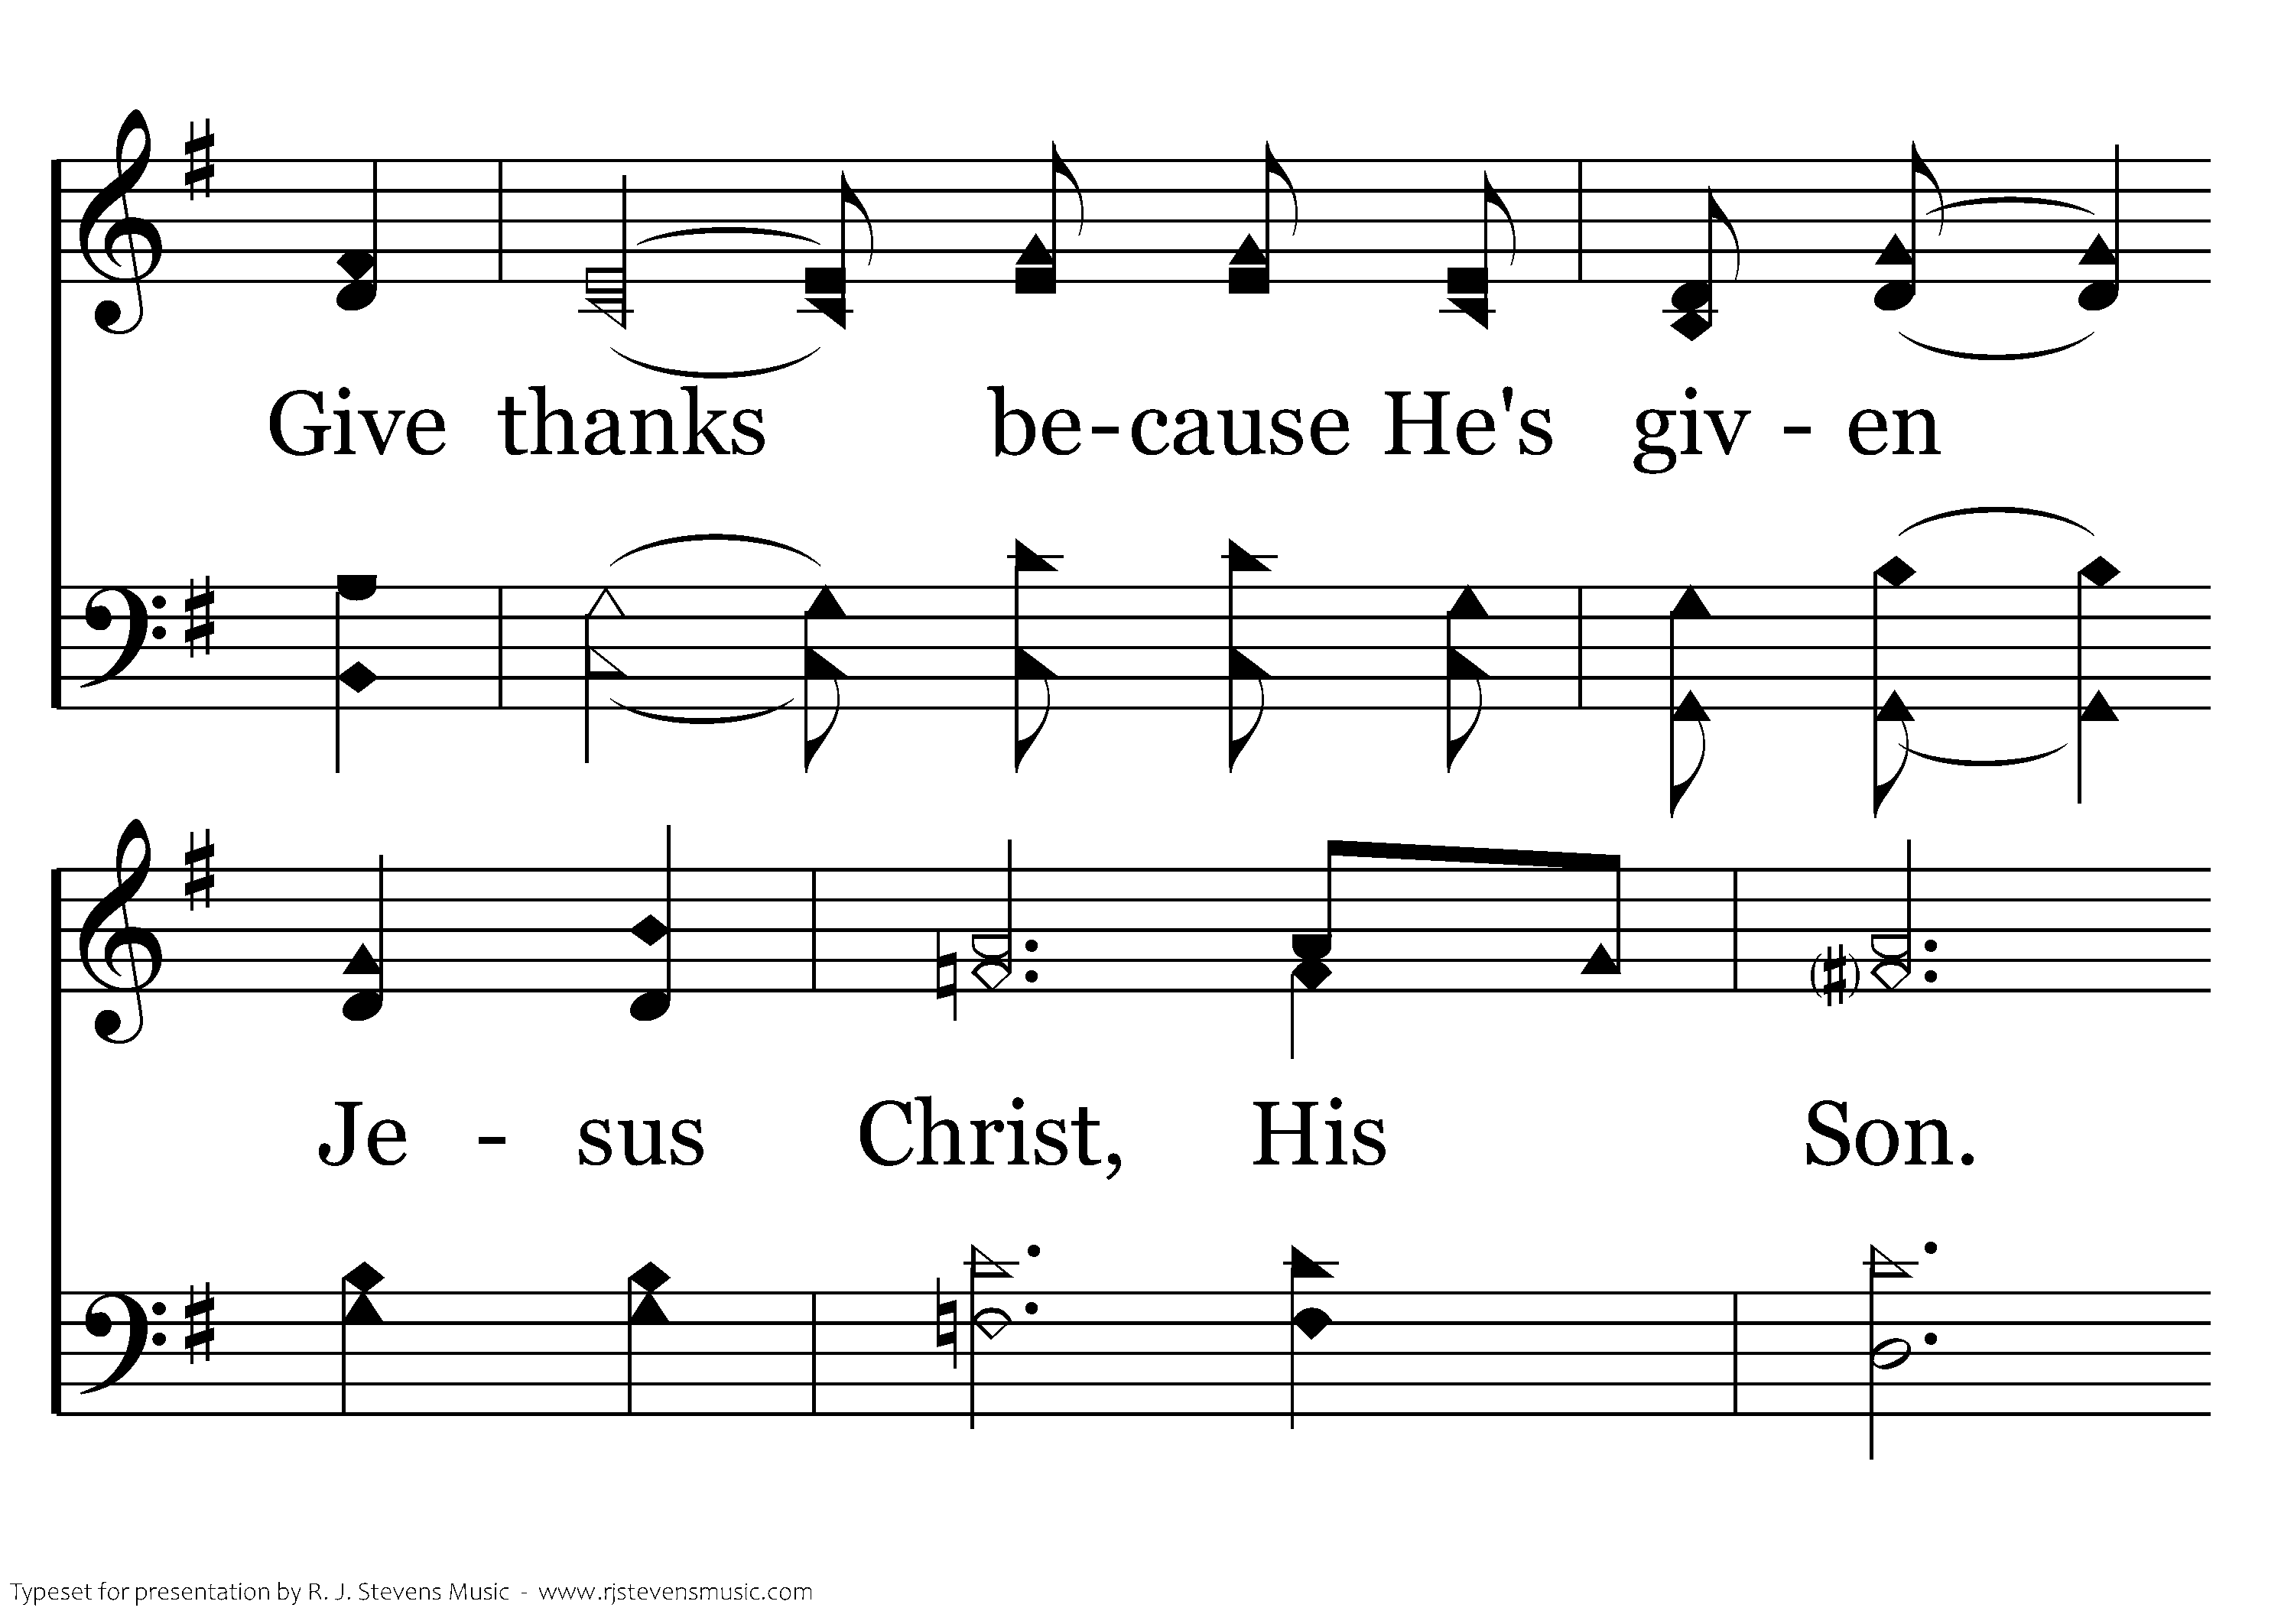 Give thanks be-cause He's giv - en
Je - sus Christ, His Son.
Typeset for presentation by R. J. Stevens Music - www.rjstevensmusic.com